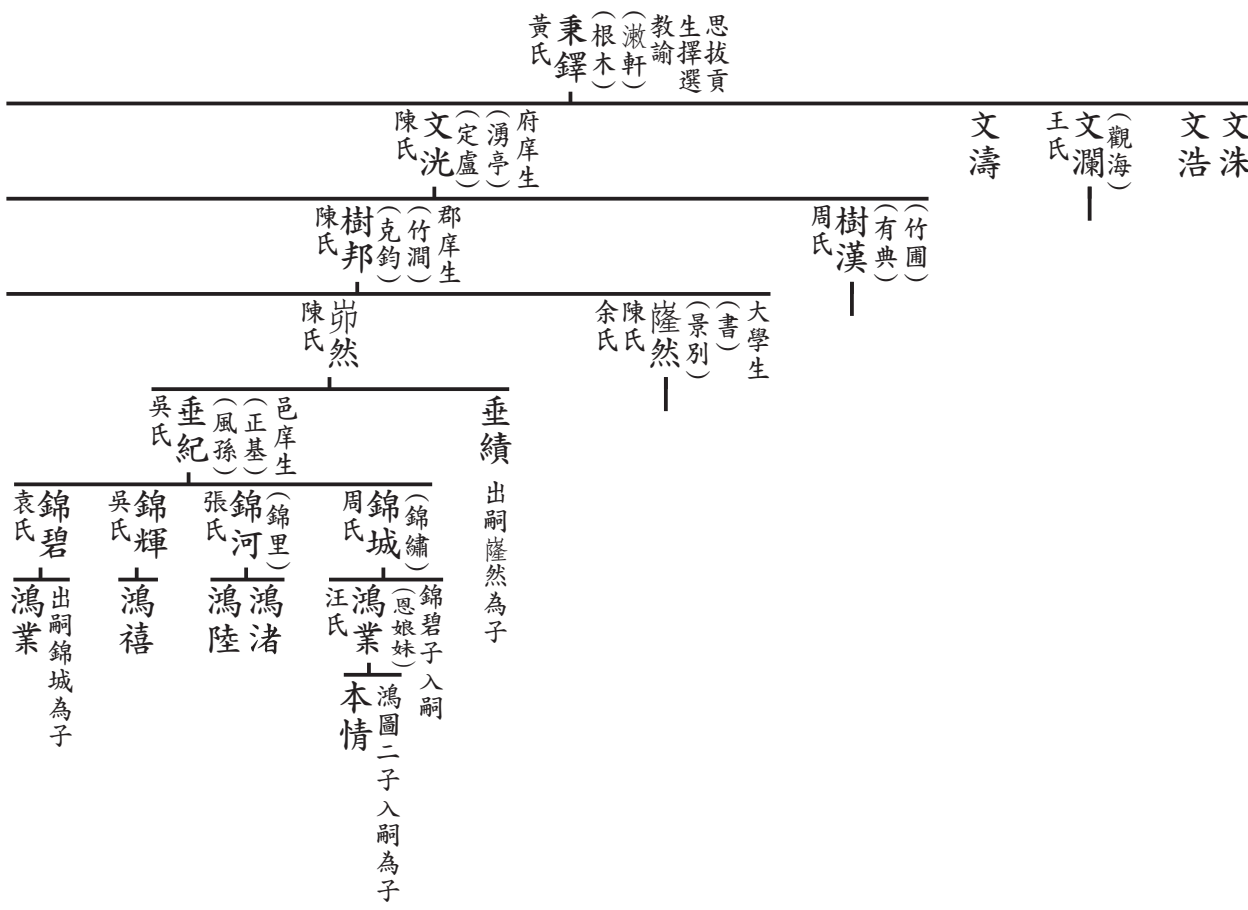 思拔貢
生擇選
教諭
(漱軒)
(根木)
秉鐸
黃氏
文洙
文浩
(觀海)
文瀾
王氏
文濤
府庠生
(湧亭)
(定盧)
文洸
陳氏
(竹圃)
(有典)
樹漢
周氏
郡庠生
(竹澗)
(克鈞)
樹邦
陳氏
大學生
(書)
(景別)
嶐然
陳氏
余氏
峁然
陳氏
垂績
出嗣嶐然為子
邑庠生
(正基)
(風孫)
垂紀
吳氏
(錦繡)
錦城
周氏
(錦里)
錦河
張氏
錦輝
吳氏
錦碧
袁氏
錦碧子入嗣
(恩娘妹)
鴻業
汪氏
鴻渚
鴻陸
鴻禧
出嗣錦城為子
鴻業
鴻圖二子入嗣為子
本情